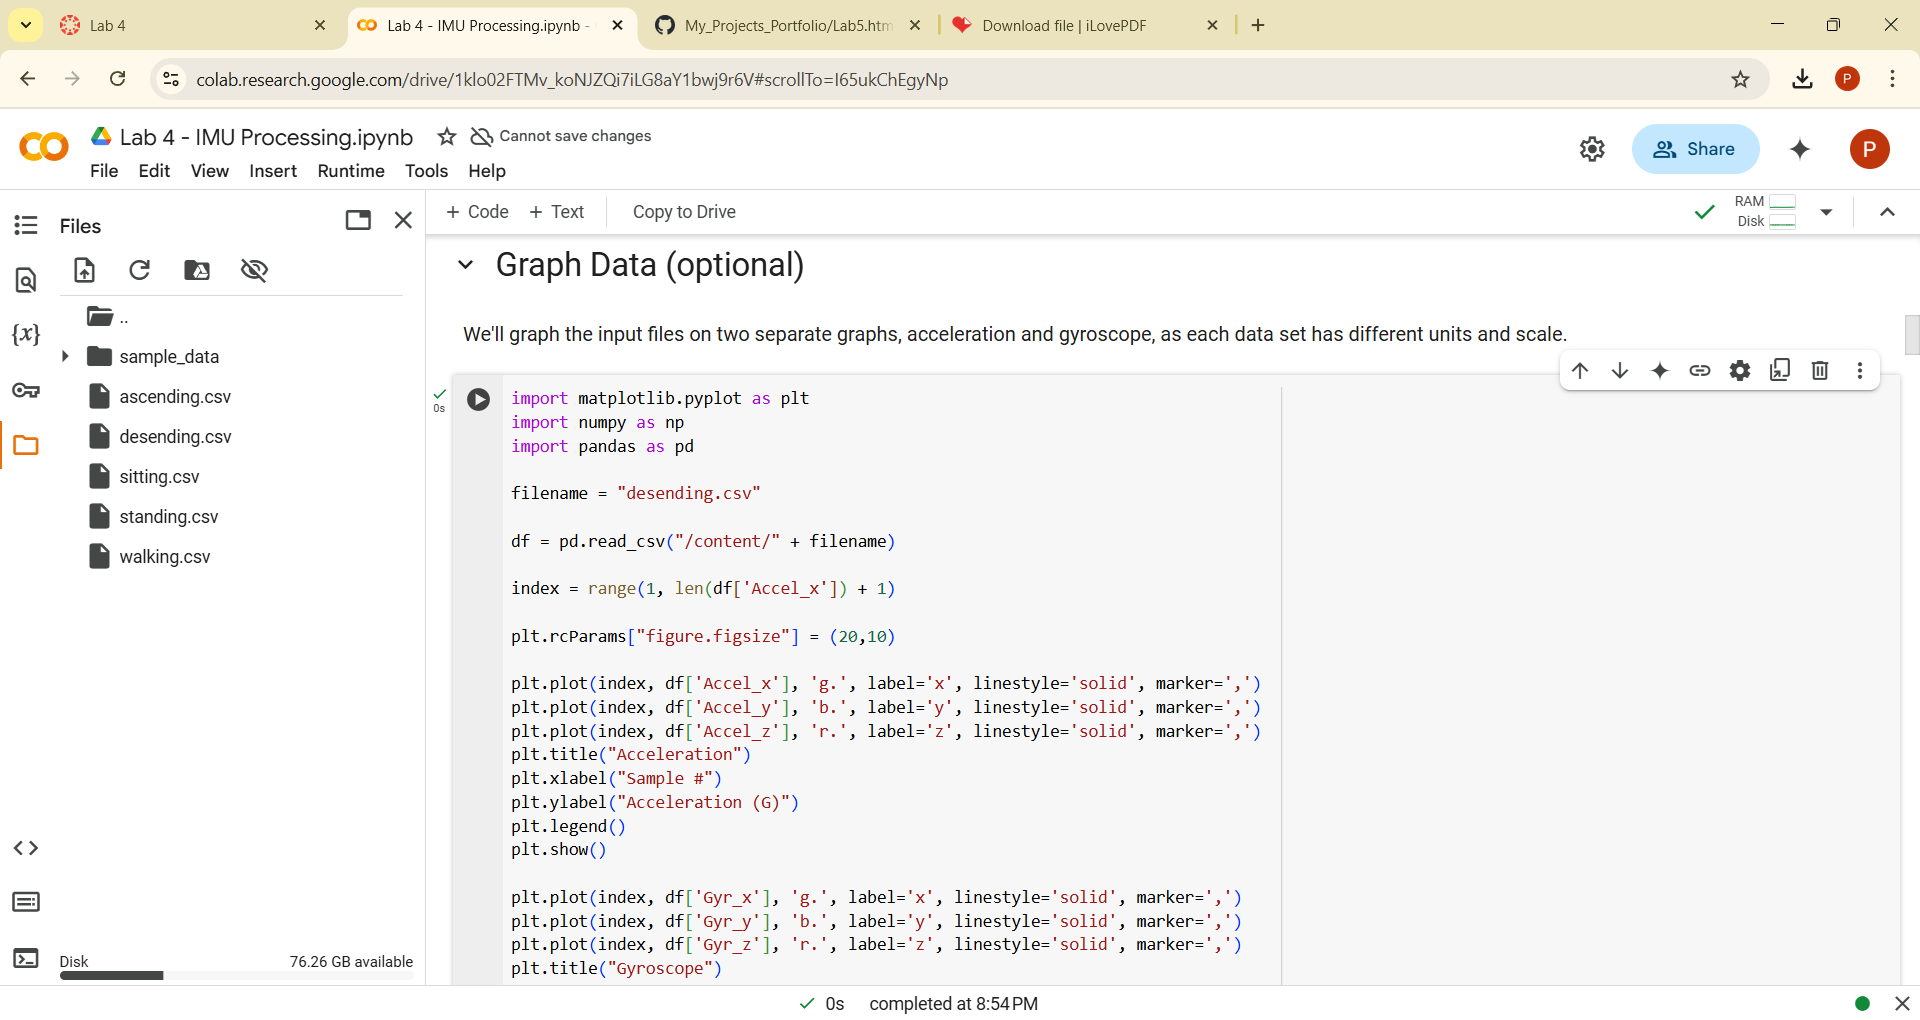 Lab 4
Lab 4 - IMU Processing.ipynb -
My_Projects_Portfolio/Lab5.htm
Download file | iLovePDF
colab.research.google.com/drive/1klo02FTMv_koNJZQi7iLG8aY1bwj9r6V#scrollTo=I65ukChEgyNp
P
Lab 4 - IMU Processing.ipynb
Cannot save changes
File Edit View Insert Runtime Tools Help
Share
P
Files
+ Code + Text
Copy to Drive
RAM
Disk
..
sample_data
ascending.csv
desending.csv
sitting.csv
standing.csv
walking.csv
{x}
Disk
76.26 GB available
Graph Data (optional)
We'll graph the input files on two separate graphs, acceleration and gyroscope, as each data set has different units and scale.
0s
import matplotlib.pyplot as plt
import numpy as np
import pandas as pd
filename = "desending.csv"
df = pd.read_csv("/content/" + filename)
index = range(1, len(df['Accel_x']) + 1)
plt.rcParams["figure.figsize"] = (20,10)
plt.plot(index, df['Accel_x'], 'g.', label='x', linestyle='solid', marker=',')
plt.plot(index, df['Accel_y'], 'b.', label='y', linestyle='solid', marker=',')
plt.plot(index, df['Accel_z'], 'r.', label='z', linestyle='solid', marker=',')
plt.title("Acceleration")
plt.xlabel("Sample #")
plt.ylabel("Acceleration (G)")
plt.legend()
plt.show()
plt.plot(index, df['Gyr_x'], 'g.', label='x', linestyle='solid', marker=',')
plt.plot(index, df['Gyr_y'], 'b.', label='y', linestyle='solid', marker=',')
plt.plot(index, df['Gyr_z'], 'r.', label='z', linestyle='solid', marker=',')
plt.title("Gyroscope")
0s completed at 8:54 PM